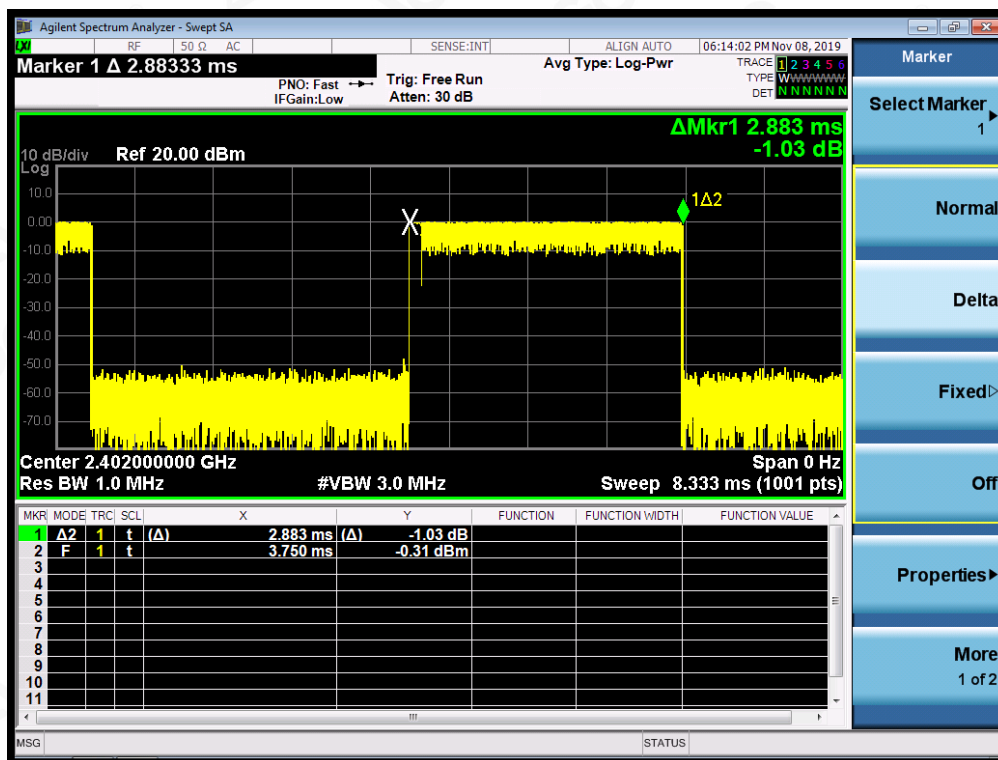 Agilent Spectrum Analyzer - Swept SA
LXI RF 50 Ω AC SENSE:INT ALIGN AUTO 06:14:02 PM Nov 08, 2019
Marker 1 Δ 2.88333 ms
PNO: Fast
IFGain:Low
Trig: Free Run
Atten: 30 dB
Avg Type: Log-Pwr
TRACE 1 2 3 4 5 6
TYPE WWWWWW
DET N N N N N N
ΔMkr1 2.883 ms
-1.03 dB
10 dB/div Ref 20.00 dBm
Log
10.0
0.00
-10.0
-20.0
-30.0
-40.0
-50.0
-60.0
-70.0
X
1Δ2
Center 2.402000000 GHz Span 0 Hz
Res BW 1.0 MHz #VBW 3.0 MHz Sweep 8.333 ms (1001 pts)
MKR MODE TRC SCL X Y FUNCTION FUNCTION WIDTH FUNCTION VALUE
1 Δ2 1 t (Δ) 2.883 ms (Δ) -1.03 dB
2 F 1 t 3.750 ms -0.31 dBm
3
4
5
6
7
8
9
10
11
MSG STATUS
Marker
Select Marker
1
Normal
Delta
Fixed
Off
Properties
More
1 of 2